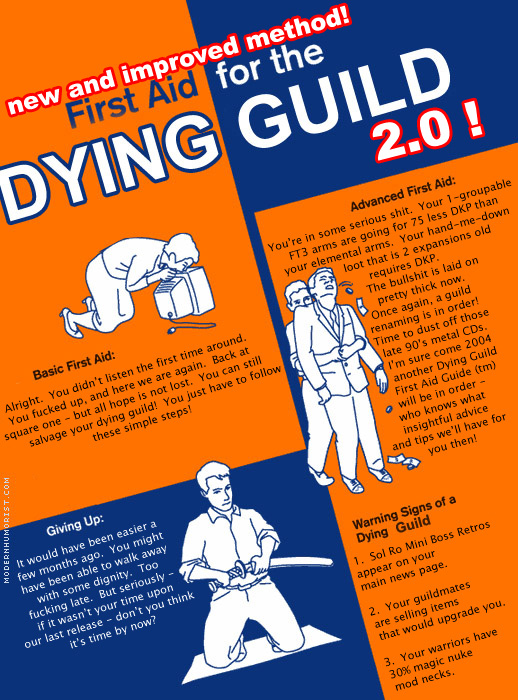 new and improved method!
First Aid for the
DYING GUILD
2.0 !
Basic First Aid:
Alright. You didn't listen the first time around.
You fucked up, and here we are again. Back at
square one - but all hope is not lost. You can still
salvage your dying guild! You just have to follow
these simple steps!
Advanced First Aid:
You're in some serious shit. Your 1-groupable
FT3 arms are going for 75 less DKP than
your elemental arms. Your hand-me-down
loot that is 2 expansions old
requires DKP.
The bullshit is laid on
pretty thick now.
Once again, a guild
renaming is in order!
Time to dust off those
late 90's metal CDs.
I'm sure come 2004
another Dying Guild
First Aid Guide (tm)
will be in order -
who knows what
insightful advice
and tips we'll have for
you then!
Giving Up:
It would have been easier a
few months ago. You might
have been able to walk away
with some dignity. Too
fucking late. But seriously -
if it wasn't your time upon
our last release - don't you think
it's time by now?
Warning Signs of a
Dying Guild
1. Sol Ro Mini Boss Retros
appear on your
main news page.
2. Your guildmates
are selling items
that would upgrade you.
3. Your warriors have
30% magic nuke
mod necks.
MODERNHUMORIST.COM